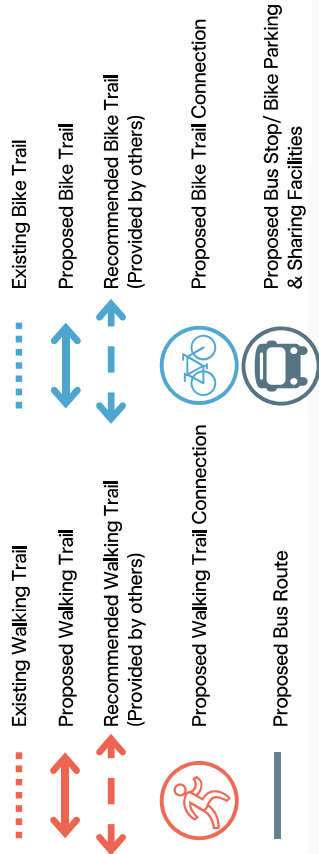 Existing Walking Trail
Proposed Walking Trail
Recommended Walking Trail
(Provided by others)
Proposed Walking Trail Connection
Proposed Bus Route
Existing Bike Trail
Proposed Bike Trail
Recommended Bike Trail
(Provided by others)
Proposed Bike Trail Connection
Proposed Bus Stop/ Bike Parking
& Sharing Facilities